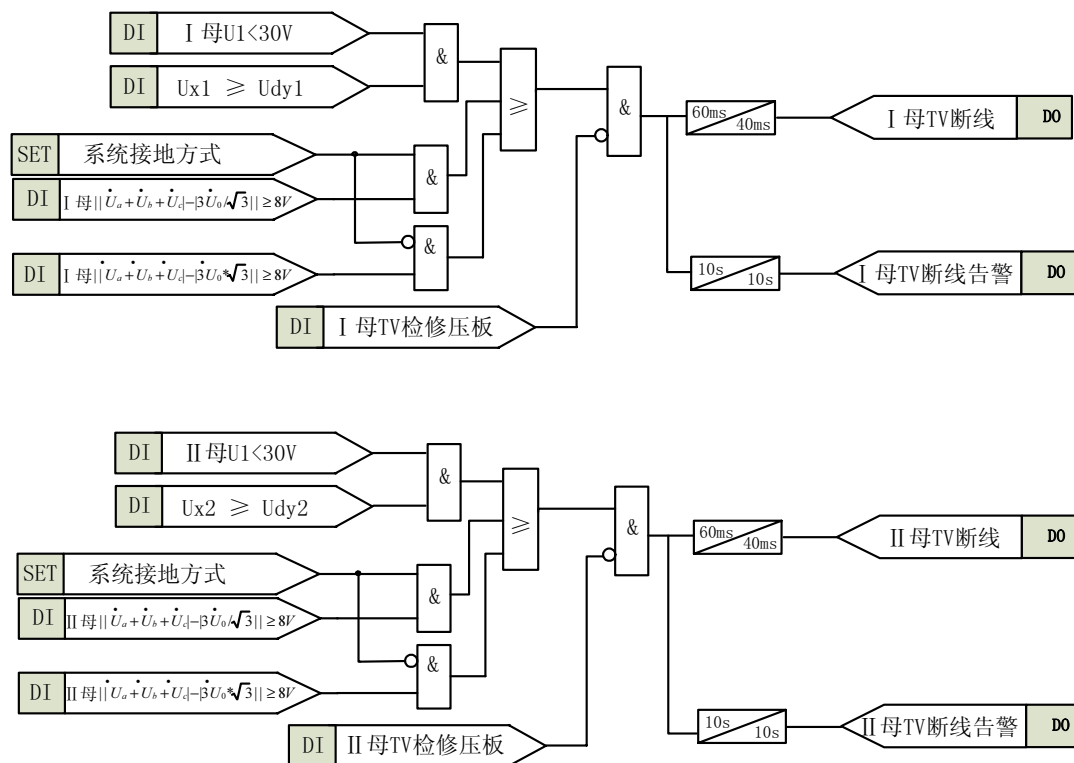 DI Ⅰ母U1<30V
&
DI Ux1 ≥ Udy1
≥
&
60ms 40ms
Ⅰ母TV断线 DO
SET 系统接地方式
&
DI Ⅰ母||U̇a+U̇b+U̇c|-|3U̇0/√3||≥8V
&
DI Ⅰ母||U̇a+U̇b+U̇c|-|3U̇0*√3||≥8V
10s 10s
Ⅰ母TV断线告警 DO
DI Ⅰ母TV检修压板
DI Ⅱ母U1<30V
&
DI Ux2 ≥ Udy2
≥
&
60ms 40ms
Ⅱ母TV断线 DO
SET 系统接地方式
&
DI Ⅱ母||U̇a+U̇b+U̇c|-|3U̇0/√3||≥8V
&
DI Ⅱ母||U̇a+U̇b+U̇c|-|3U̇0*√3||≥8V
10s 10s
Ⅱ母TV断线告警 DO
DI Ⅱ母TV检修压板